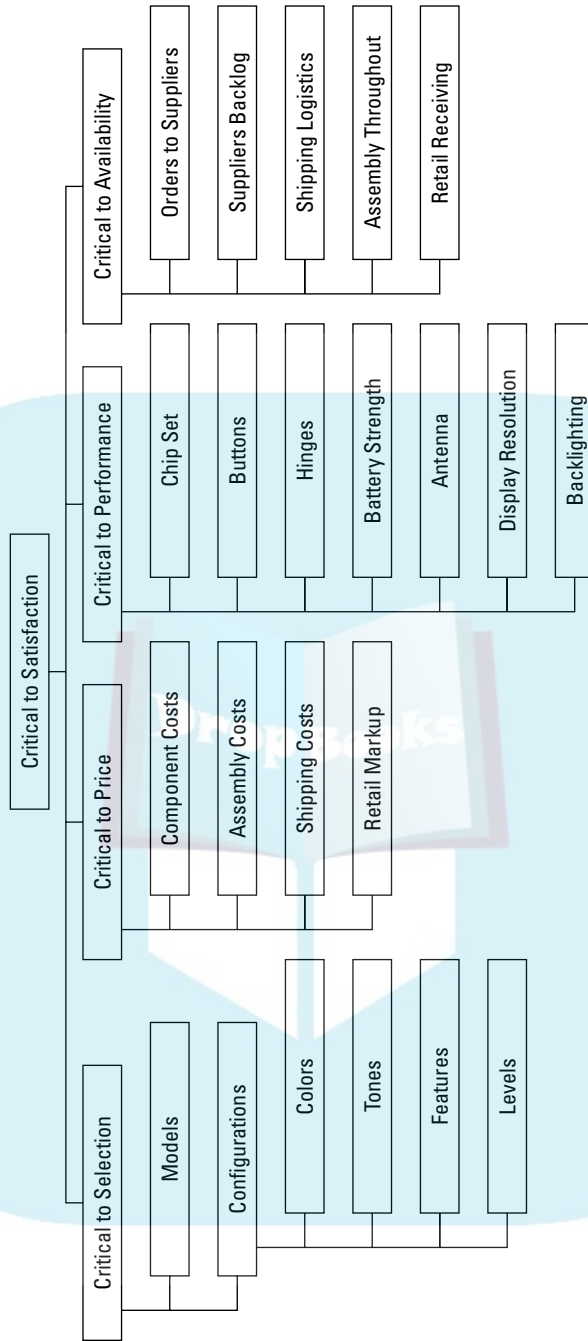 Critical to Satisfaction
Critical to Selection
Models
Configurations
Colors
Tones
Features
Levels
Critical to Price
Component Costs
Assembly Costs
Shipping Costs
Retail Markup
Critical to Performance
Chip Set
Buttons
Hinges
Battery Strength
Antenna
Display Resolution
Backlighting
Critical to Availability
Orders to Suppliers
Suppliers Backlog
Shipping Logistics
Assembly Throughout
Retail Receiving
DropBooks